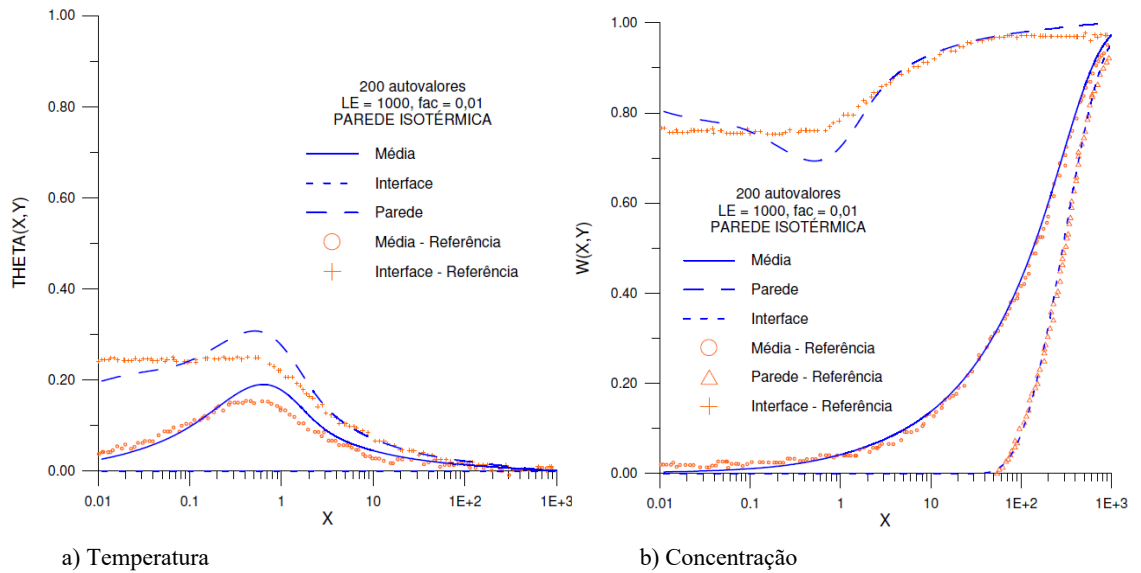 1.00
0.80
0.60
0.40
0.20
0.00
THETA(X,Y)
200 autovalores
LE = 1000, fac = 0,01
PAREDE ISOTÉRMICA
Média
Interface
Parede
Média - Referência
Interface - Referência
0.01
0.1
1
10
1E+2
1E+3
X
a) Temperatura
1.00
0.80
0.60
0.40
0.20
0.00
W(X,Y)
200 autovalores
LE = 1000, fac = 0,01
PAREDE ISOTÉRMICA
Média
Parede
Interface
Média - Referência
Parede - Referência
Interface - Referência
0.01
0.1
1
10
1E+2
1E+3
X
b) Concentração